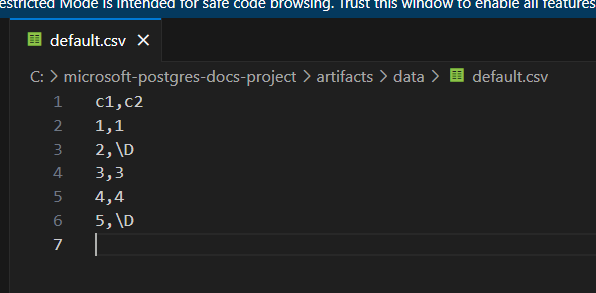 estricted Mode is intended for safe code browsing. Trust this window to enable all features
default.csv
C: > microsoft-postgres-docs-project > artifacts > data > default.csv
1 c1,c2
2 1,1
3 2,\D
4 3,3
5 4,4
6 5,\D
7